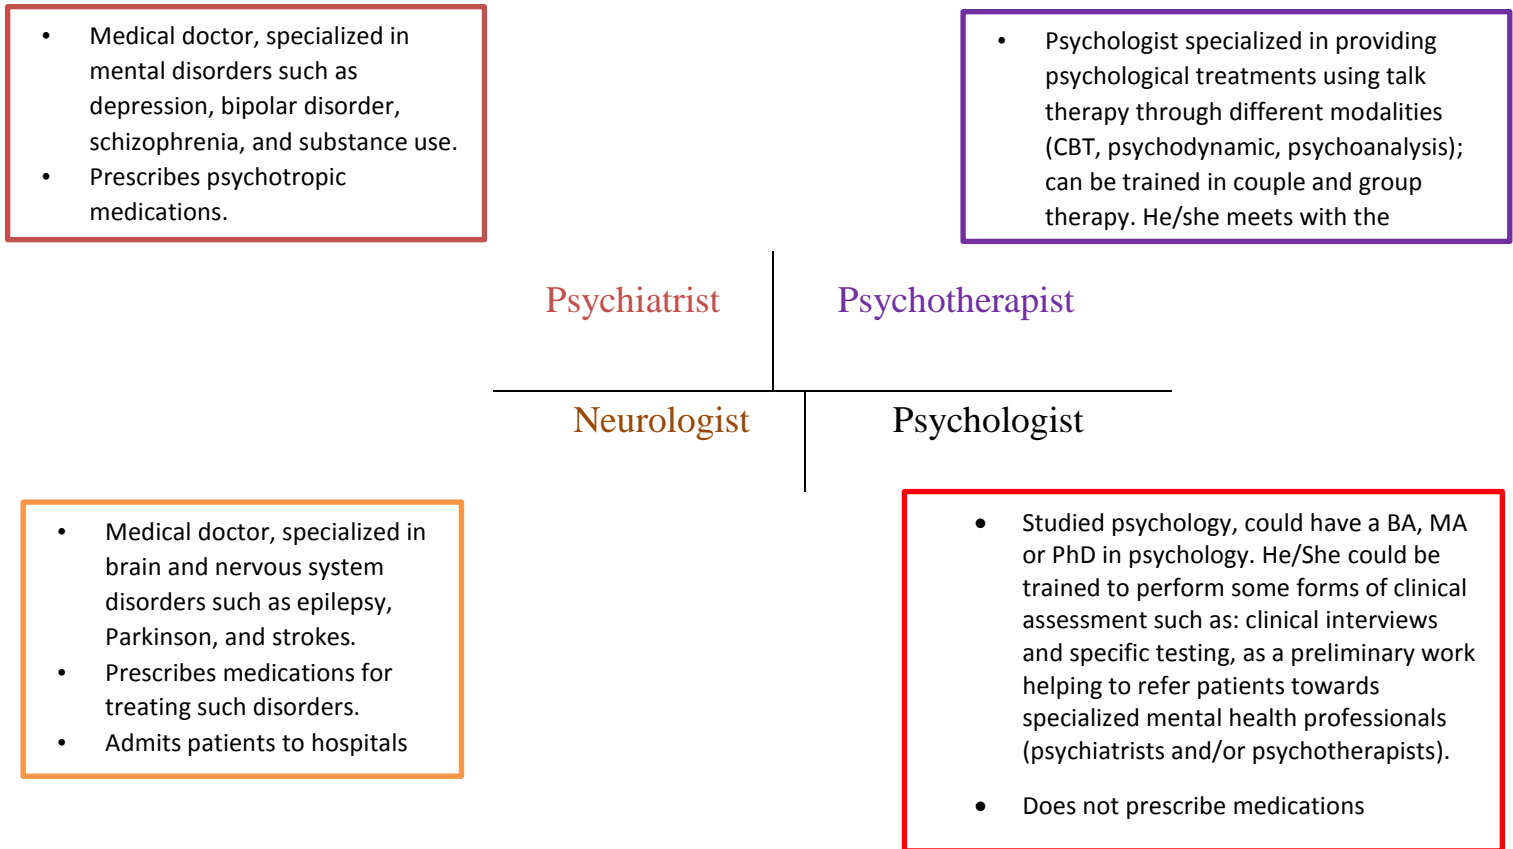 • Medical doctor, specialized in
mental disorders such as
depression, bipolar disorder,
schizophrenia, and substance use.
• Prescribes psychotropic
medications.
• Psychologist specialized in providing
psychological treatments using talk
therapy through different modalities
(CBT, psychodynamic, psychoanalysis);
can be trained in couple and group
therapy. He/she meets with the
Psychiatrist
Psychotherapist
Neurologist
Psychologist
• Medical doctor, specialized in
brain and nervous system
disorders such as epilepsy,
Parkinson, and strokes.
• Prescribes medications for
treating such disorders.
• Admits patients to hospitals
• Studied psychology, could have a BA, MA
or PhD in psychology. He/She could be
trained to perform some forms of clinical
assessment such as: clinical interviews
and specific testing, as a preliminary work
helping to refer patients towards
specialized mental health professionals
(psychiatrists and/or psychotherapists).
• Does not prescribe medications